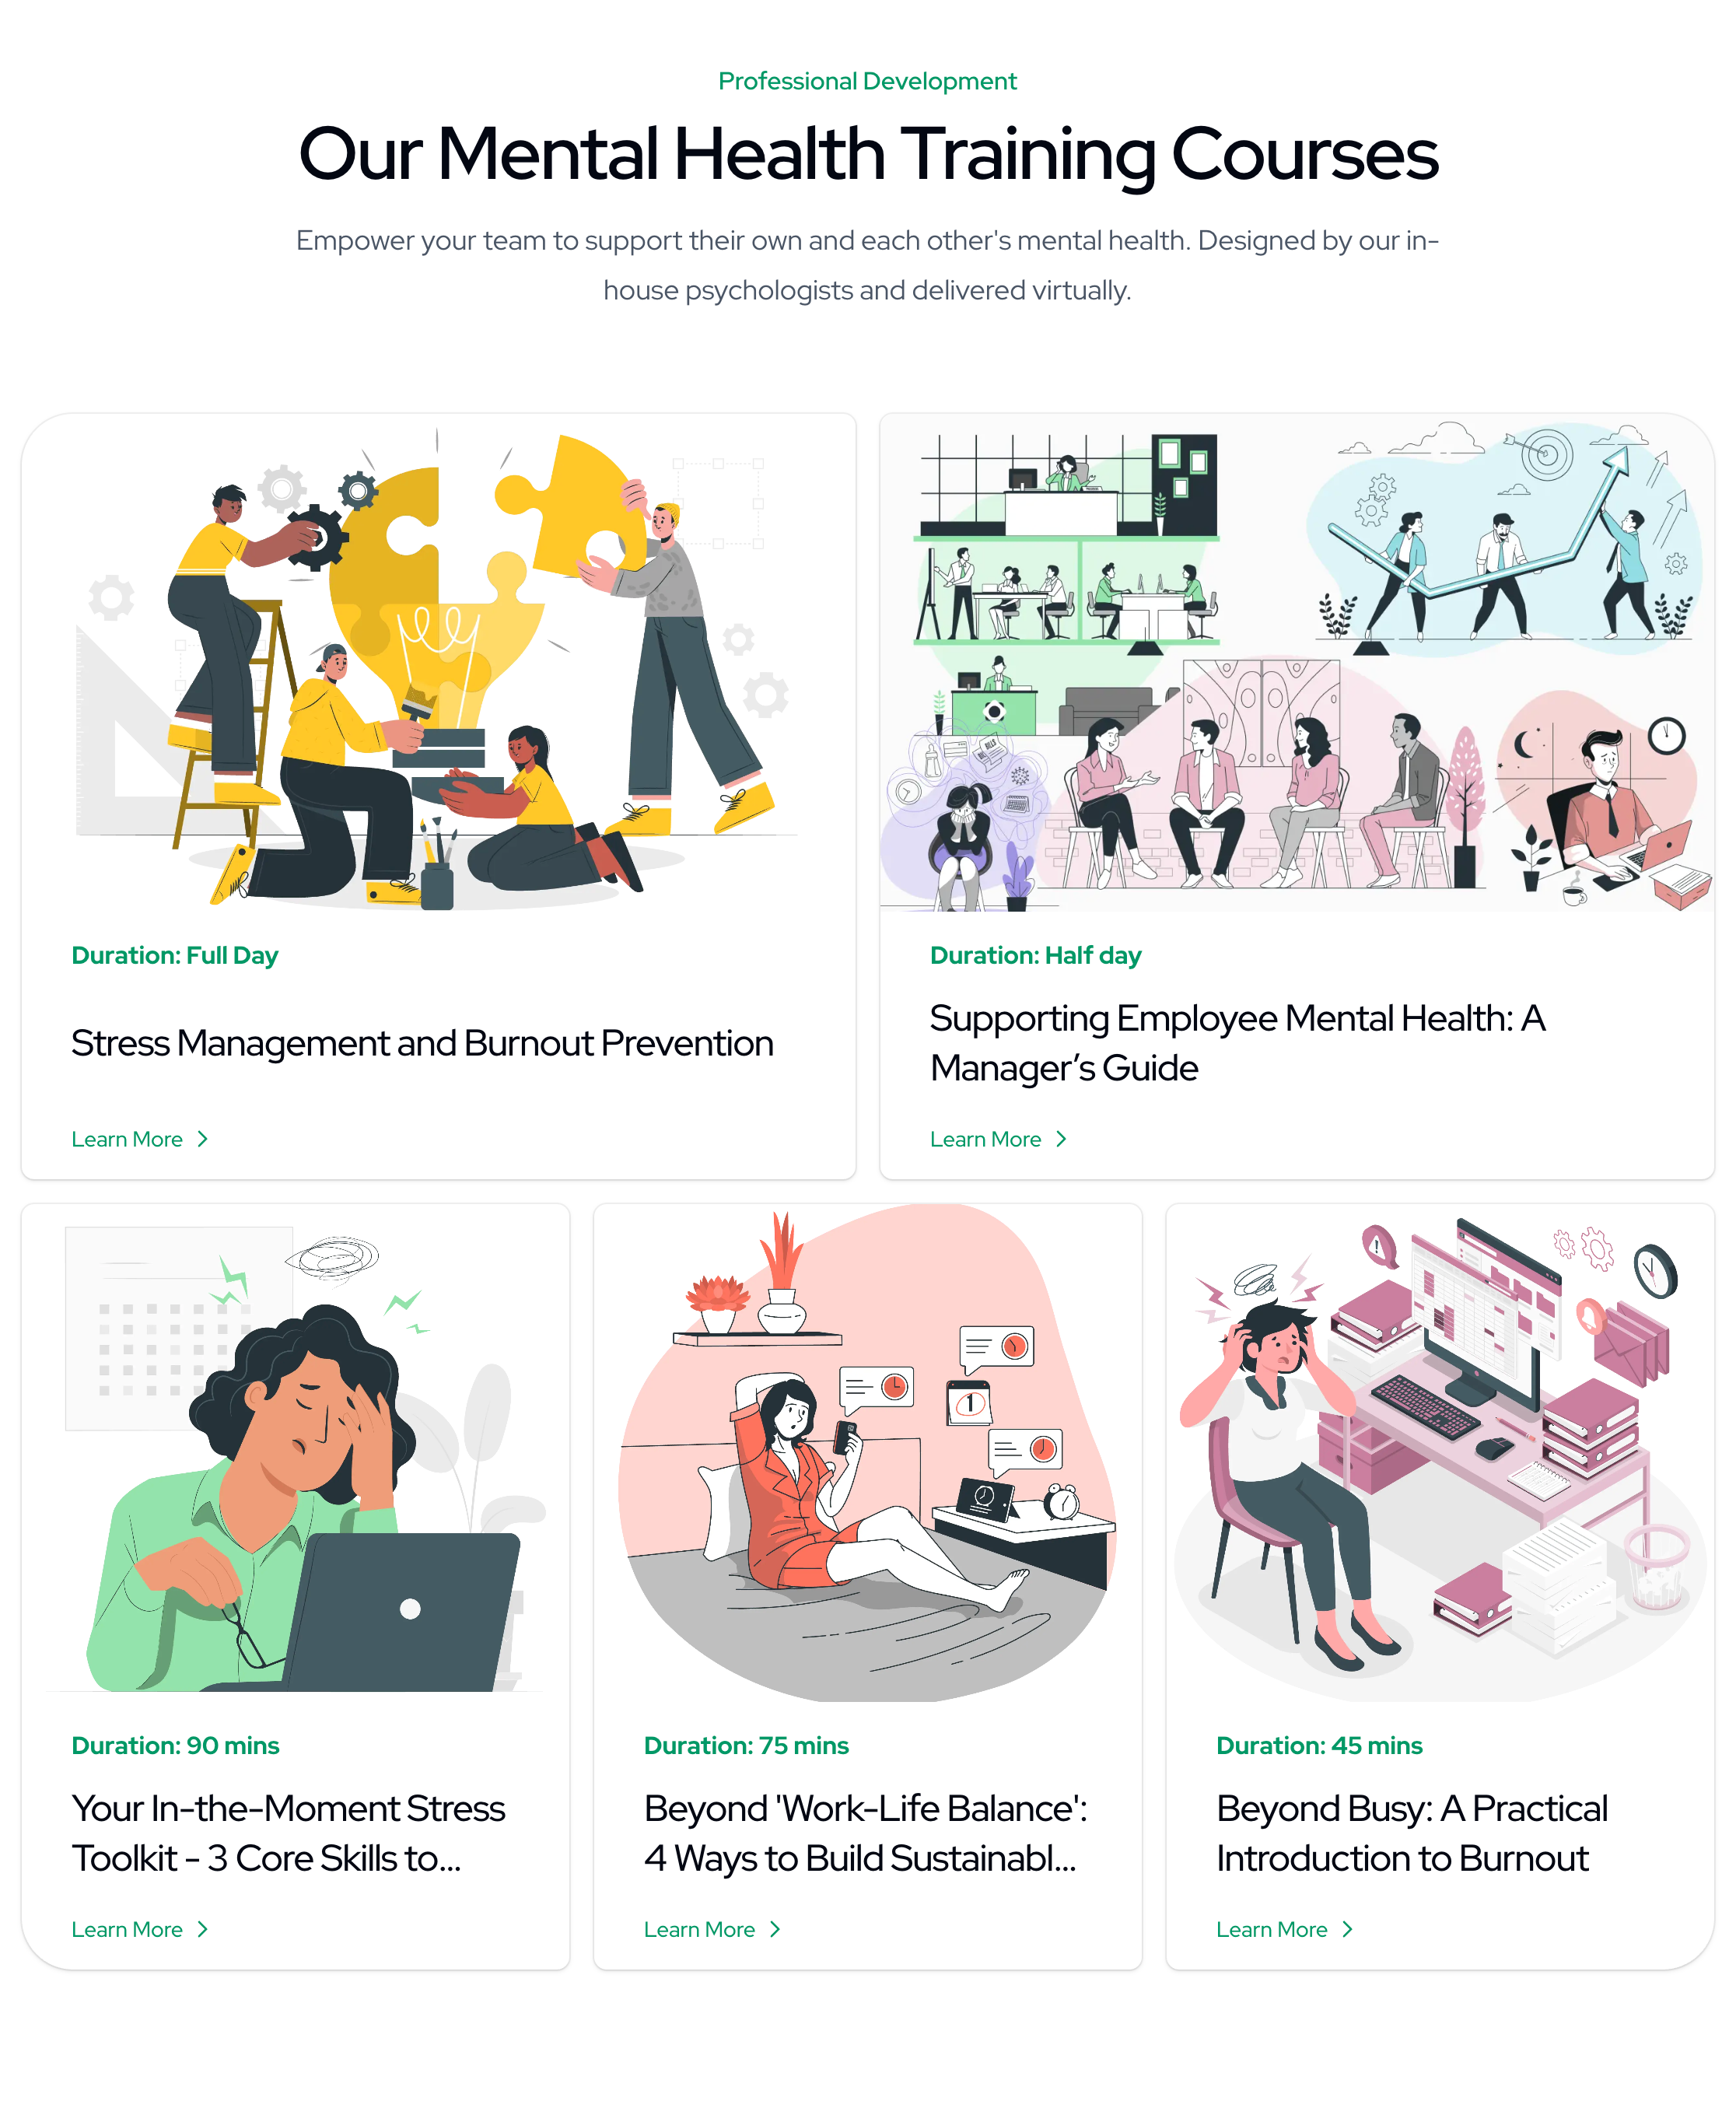 Professional Development
Our Mental Health Training Courses
Empower your team to support their own and each other's mental health. Designed by our in-
house psychologists and delivered virtually.
Duration: Full Day
Stress Management and Burnout Prevention
Learn More
Duration: Half day
Supporting Employee Mental Health: A
Manager’s Guide
Learn More
1
Duration: 90 mins
Your In-the-Moment Stress
Toolkit - 3 Core Skills to...
Learn More
Duration: 75 mins
Beyond 'Work-Life Balance':
4 Ways to Build Sustainabl...
Learn More
Duration: 45 mins
Beyond Busy: A Practical
Introduction to Burnout
Learn More